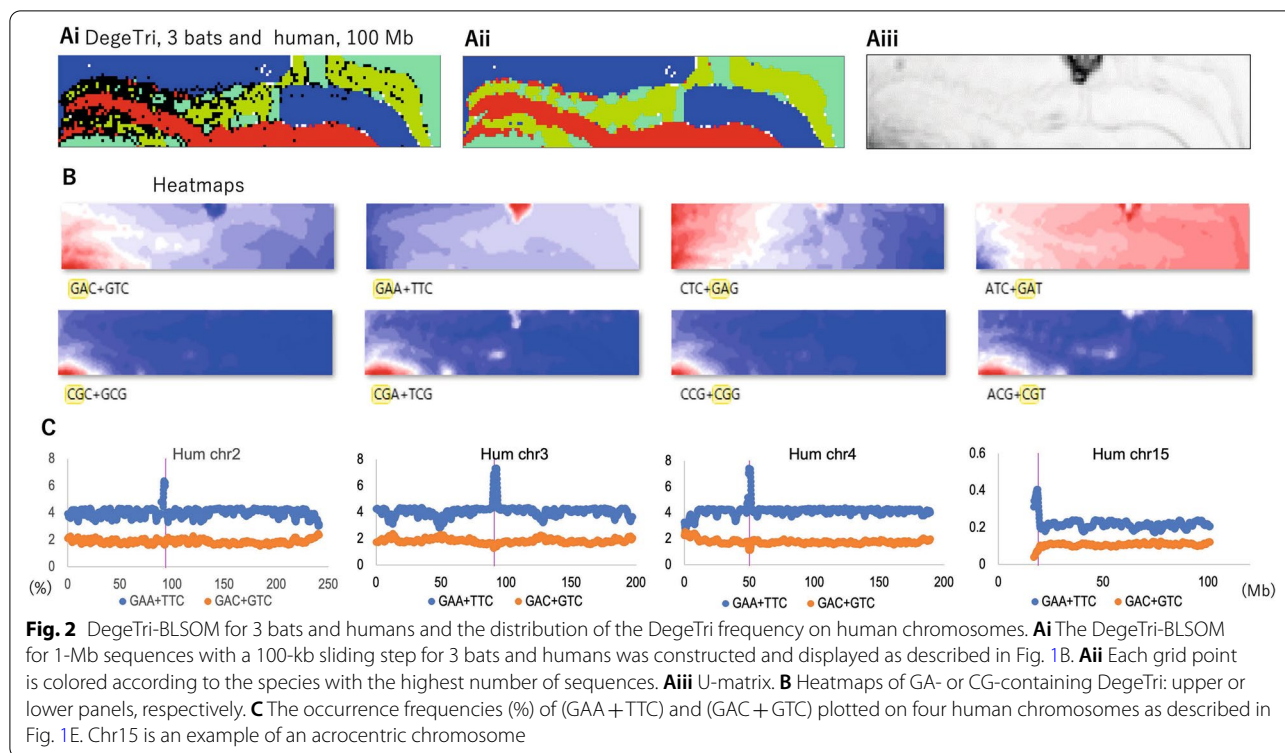 Ai DegeTri, 3 bats and human, 100 Mb
Aii
Aiii
B
Heatmaps
GAC+GTC
GAA+TTC
CTC+GAG
ATC+GAT
CGC+GCG
CGA+TCG
CCG+CGG
ACG+CGT
C
Hum chr2
8
6
4
2
0
0 50 100 150 200 250
(%)
GAA+TTC GAC+GTC
Hum chr3
8
6
4
2
0
0 50 100 150 200
GAA+TTC GAC+GTC
Hum chr4
8
6
4
2
0
0 50 100 150 200
GAA+TTC GAC+GTC
Hum chr15
0.6
0.4
0.2
0
0 50 100
(Mb)
GAA+TTC GAC+GTC
Fig. 2 DegeTri-BLSOM for 3 bats and humans and the distribution of the DegeTri frequency on human chromosomes. Ai The DegeTri-BLSOM
for 1-Mb sequences with a 100-kb sliding step for 3 bats and humans was constructed and displayed as described in Fig. 1B. Aii Each grid point
is colored according to the species with the highest number of sequences. Aiii U-matrix. B Heatmaps of GA- or CG-containing DegeTri: upper or
lower panels, respectively. C The occurrence frequencies (%) of (GAA+TTC) and (GAC+GTC) plotted on four human chromosomes as described in
Fig. 1E. Chr15 is an example of an acrocentric chromosome